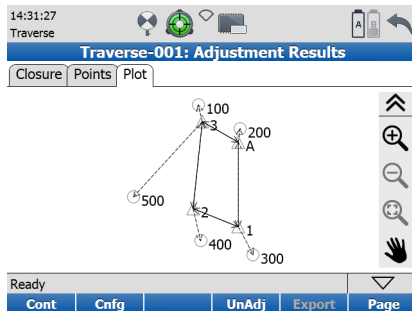 14:31:27
Traverse
A B
Traverse-001: Adjustment Results
Closure Points Plot
100
3
200
A
500
2
1
400
300
Ready
Cont Cnfg UnAdj Export Page